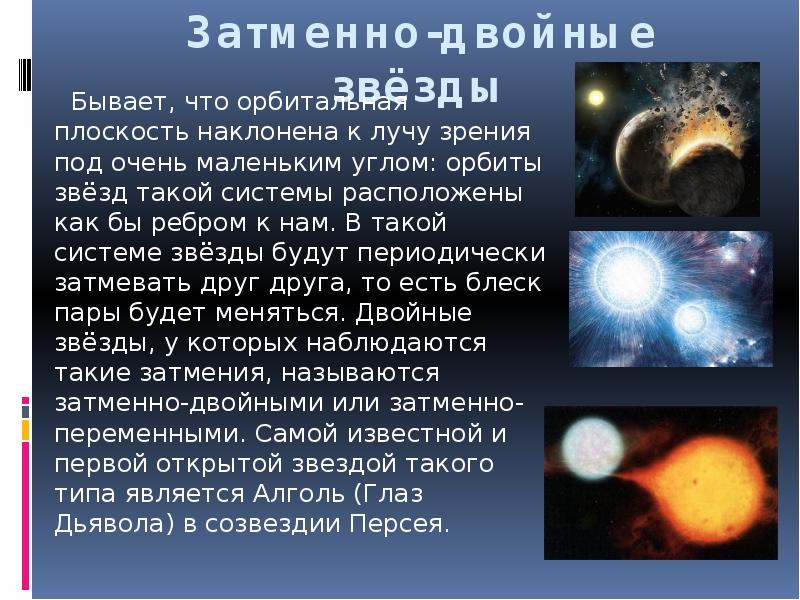 Затменно-двойные
звёзды
Бывает, что орбитальная
плоскость наклонена к лучу зрения
под очень маленьким углом: орбиты
звёзд такой системы расположены
как бы ребром к нам. В такой
системе звёзды будут периодически
затмевать друг друга, то есть блеск
пары будет меняться. Двойные
звёзды, у которых наблюдаются
такие затмения, называются
затменно-двойными или затменно-
переменными. Самой известной и
первой открытой звездой такого
типа является Алголь (Глаз
Дьявола) в созвездии Персея.